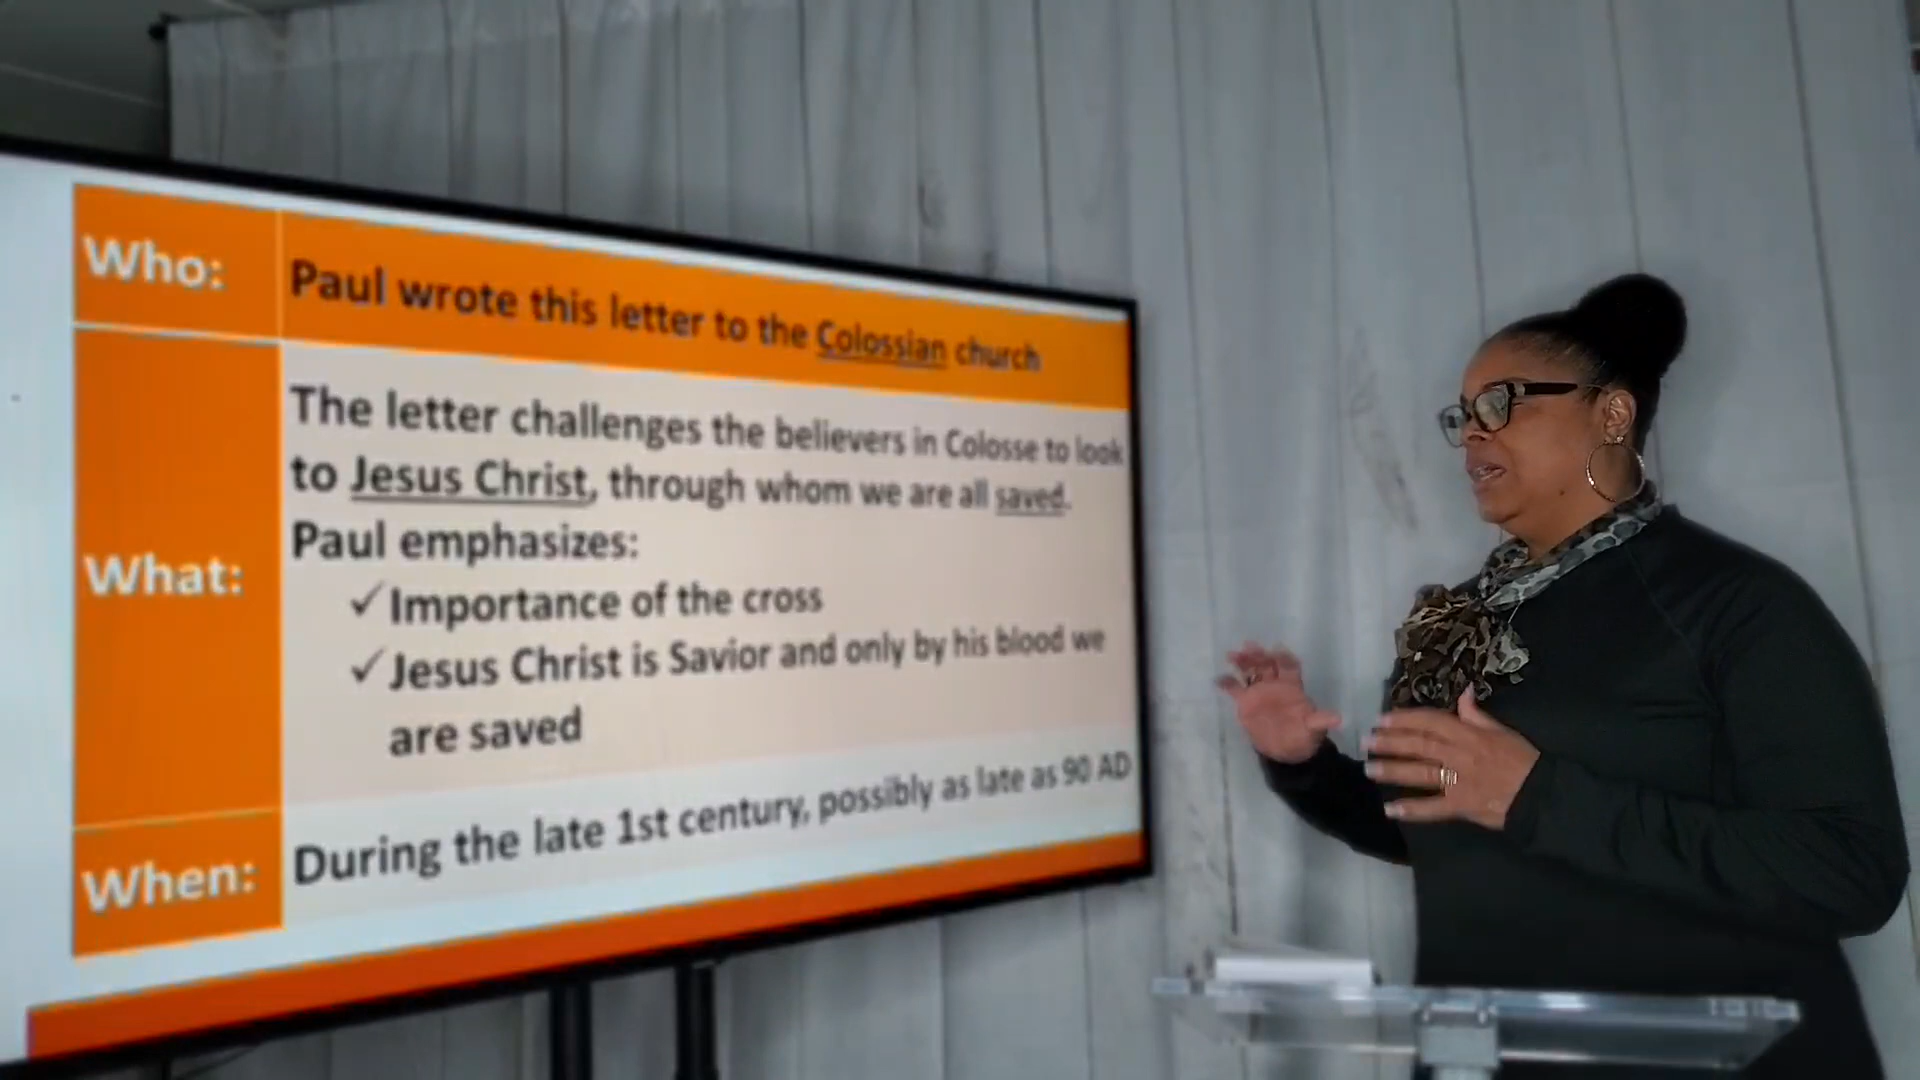 Who:
Paul wrote this letter to the Colossian church
What:
The letter challenges the believers in Colosse to look
to Jesus Christ, through whom we are all saved.
Paul emphasizes:
✓ Importance of the cross
✓ Jesus Christ is Savior and only by his blood we
are saved
When:
During the late 1st century, possibly as late as 90 AD